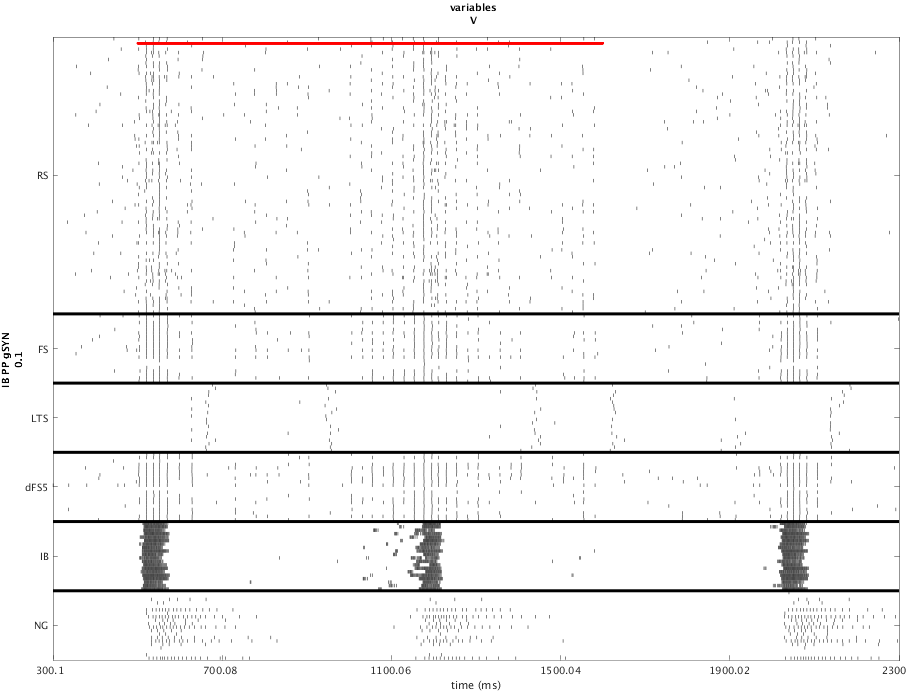 variables
V
RS
FS
LTS
dFS5
IB
NG
IB PP gSYN
0.1
300.1
700.08
1100.06
1500.04
1900.02
2300
time (ms)